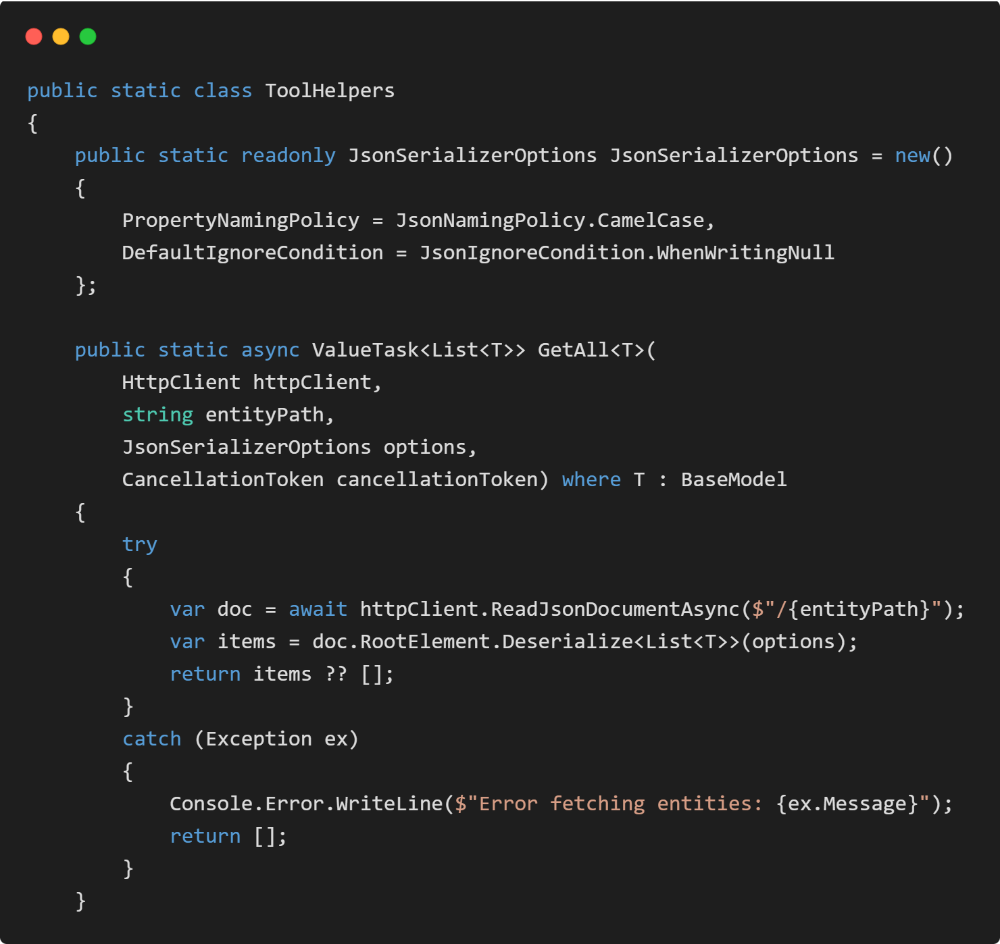 public static class ToolHelpers
{
    public static readonly JsonSerializerOptions JsonSerializerOptions = new()
    {
        PropertyNamingPolicy = JsonNamingPolicy.CamelCase,
        DefaultIgnoreCondition = JsonIgnoreCondition.WhenWritingNull
    };

    public static async ValueTask<List<T>> GetAll<T>(
        HttpClient httpClient,
        string entityPath,
        JsonSerializerOptions options,
        CancellationToken cancellationToken) where T : BaseModel
    {
        try
        {
            var doc = await httpClient.ReadJsonDocumentAsync($"/{entityPath}");
            var items = doc.RootElement.Deserialize<List<T>>(options);
            return items ?? [];
        }
        catch (Exception ex)
        {
            Console.Error.WriteLine($"Error fetching entities: {ex.Message}");
            return [];
        }
    }